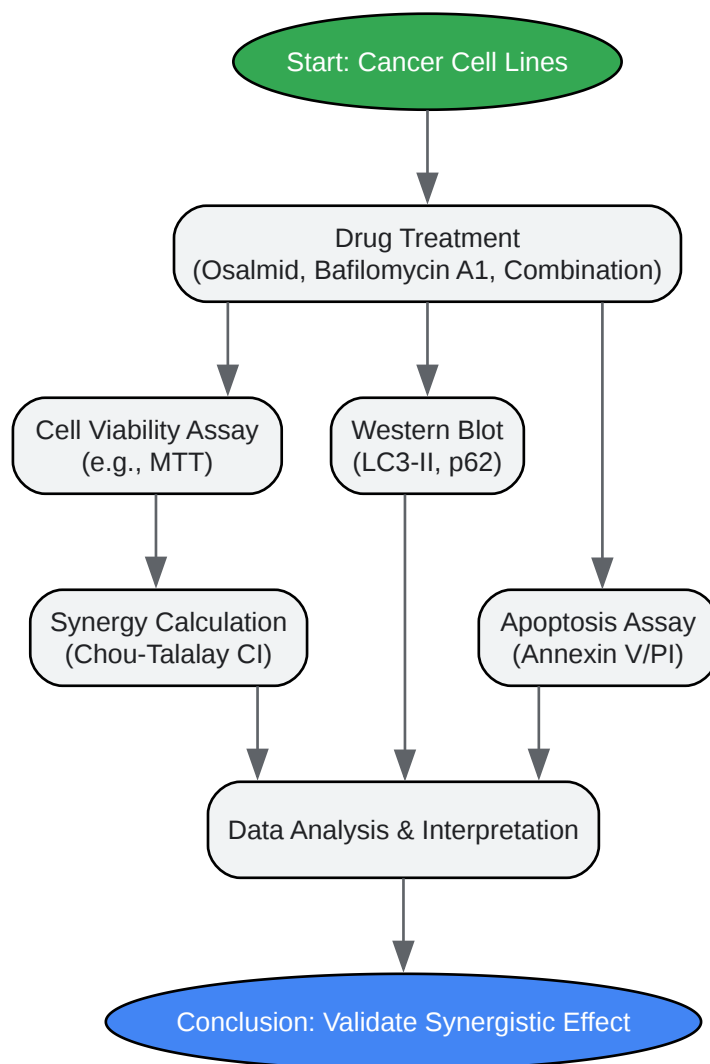 Start: Cancer Cell Lines
Drug Treatment
(Osalmid, Bafilomycin A1, Combination)
Cell Viability Assay
(e.g., MTT)
Western Blot
(LC3-II, p62)
Synergy Calculation
(Chou-Talalay CI)
Apoptosis Assay
(Annexin V/PI)
Data Analysis & Interpretation
Conclusion: Validate Synergistic Effect